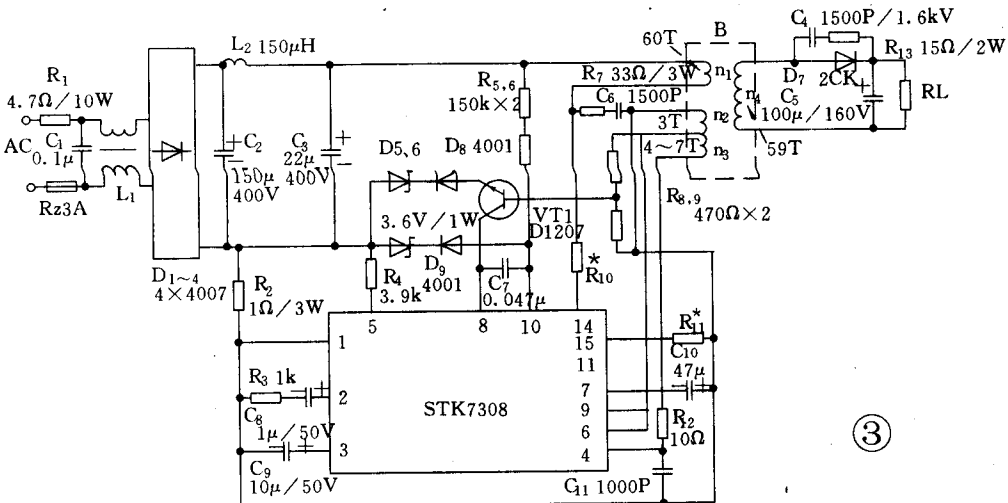 L₂ 150μH
R₁
4.7Ω/10W
AC
C₁
0.1μ
Rz3A
L₁
D₁~₄
4×4007
C₂
150μ
400V
C₃
22μ
400V
R₂
1Ω/3W
R₅,₆
150k×2
D5,6
D₈ 4001
3.6V/1W
D₉
4001
R₄
3.9k
VT1
D1207
C₇
0.047μ
R₇ 33Ω/3W
C₆ 1500P
R₁₀*
60T
B
n₁
n₂
n₃
n₄
3T
4~7T
59T
R₈,₉
470Ω×2
C₄ 1500P/1.6kV
R₁₃ 15Ω/2W
D₇
2CK
C₅
100μ/160V
RL
5
8
10
14
15
11
7
9
6
4
1
2
3
STK7308
R₃ 1k
C₈
1μ/50V
C₉
10μ/50V
R₁₁*
C₁₀
47μ
R₁₂
10Ω
C₁₁ 1000P
③